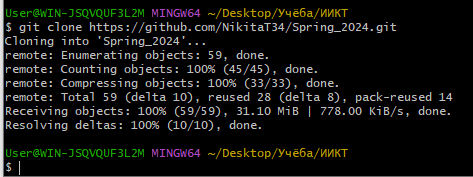 User@WIN-JSQVQUF3L2M MINGW64 ~/Desktop/Учёба/ИИКТ
$ git clone https://github.com/NikitaT34/Spring_2024.git
Cloning into 'Spring_2024'...
remote: Enumerating objects: 59, done.
remote: Counting objects: 100% (45/45), done.
remote: Compressing objects: 100% (33/33), done.
remote: Total 59 (delta 10), reused 28 (delta 8), pack-reused 14
Receiving objects: 100% (59/59), 31.10 MiB | 778.00 KiB/s, done.
Resolving deltas: 100% (10/10), done.
User@WIN-JSQVQUF3L2M MINGW64 ~/Desktop/Учёба/ИИКТ
$